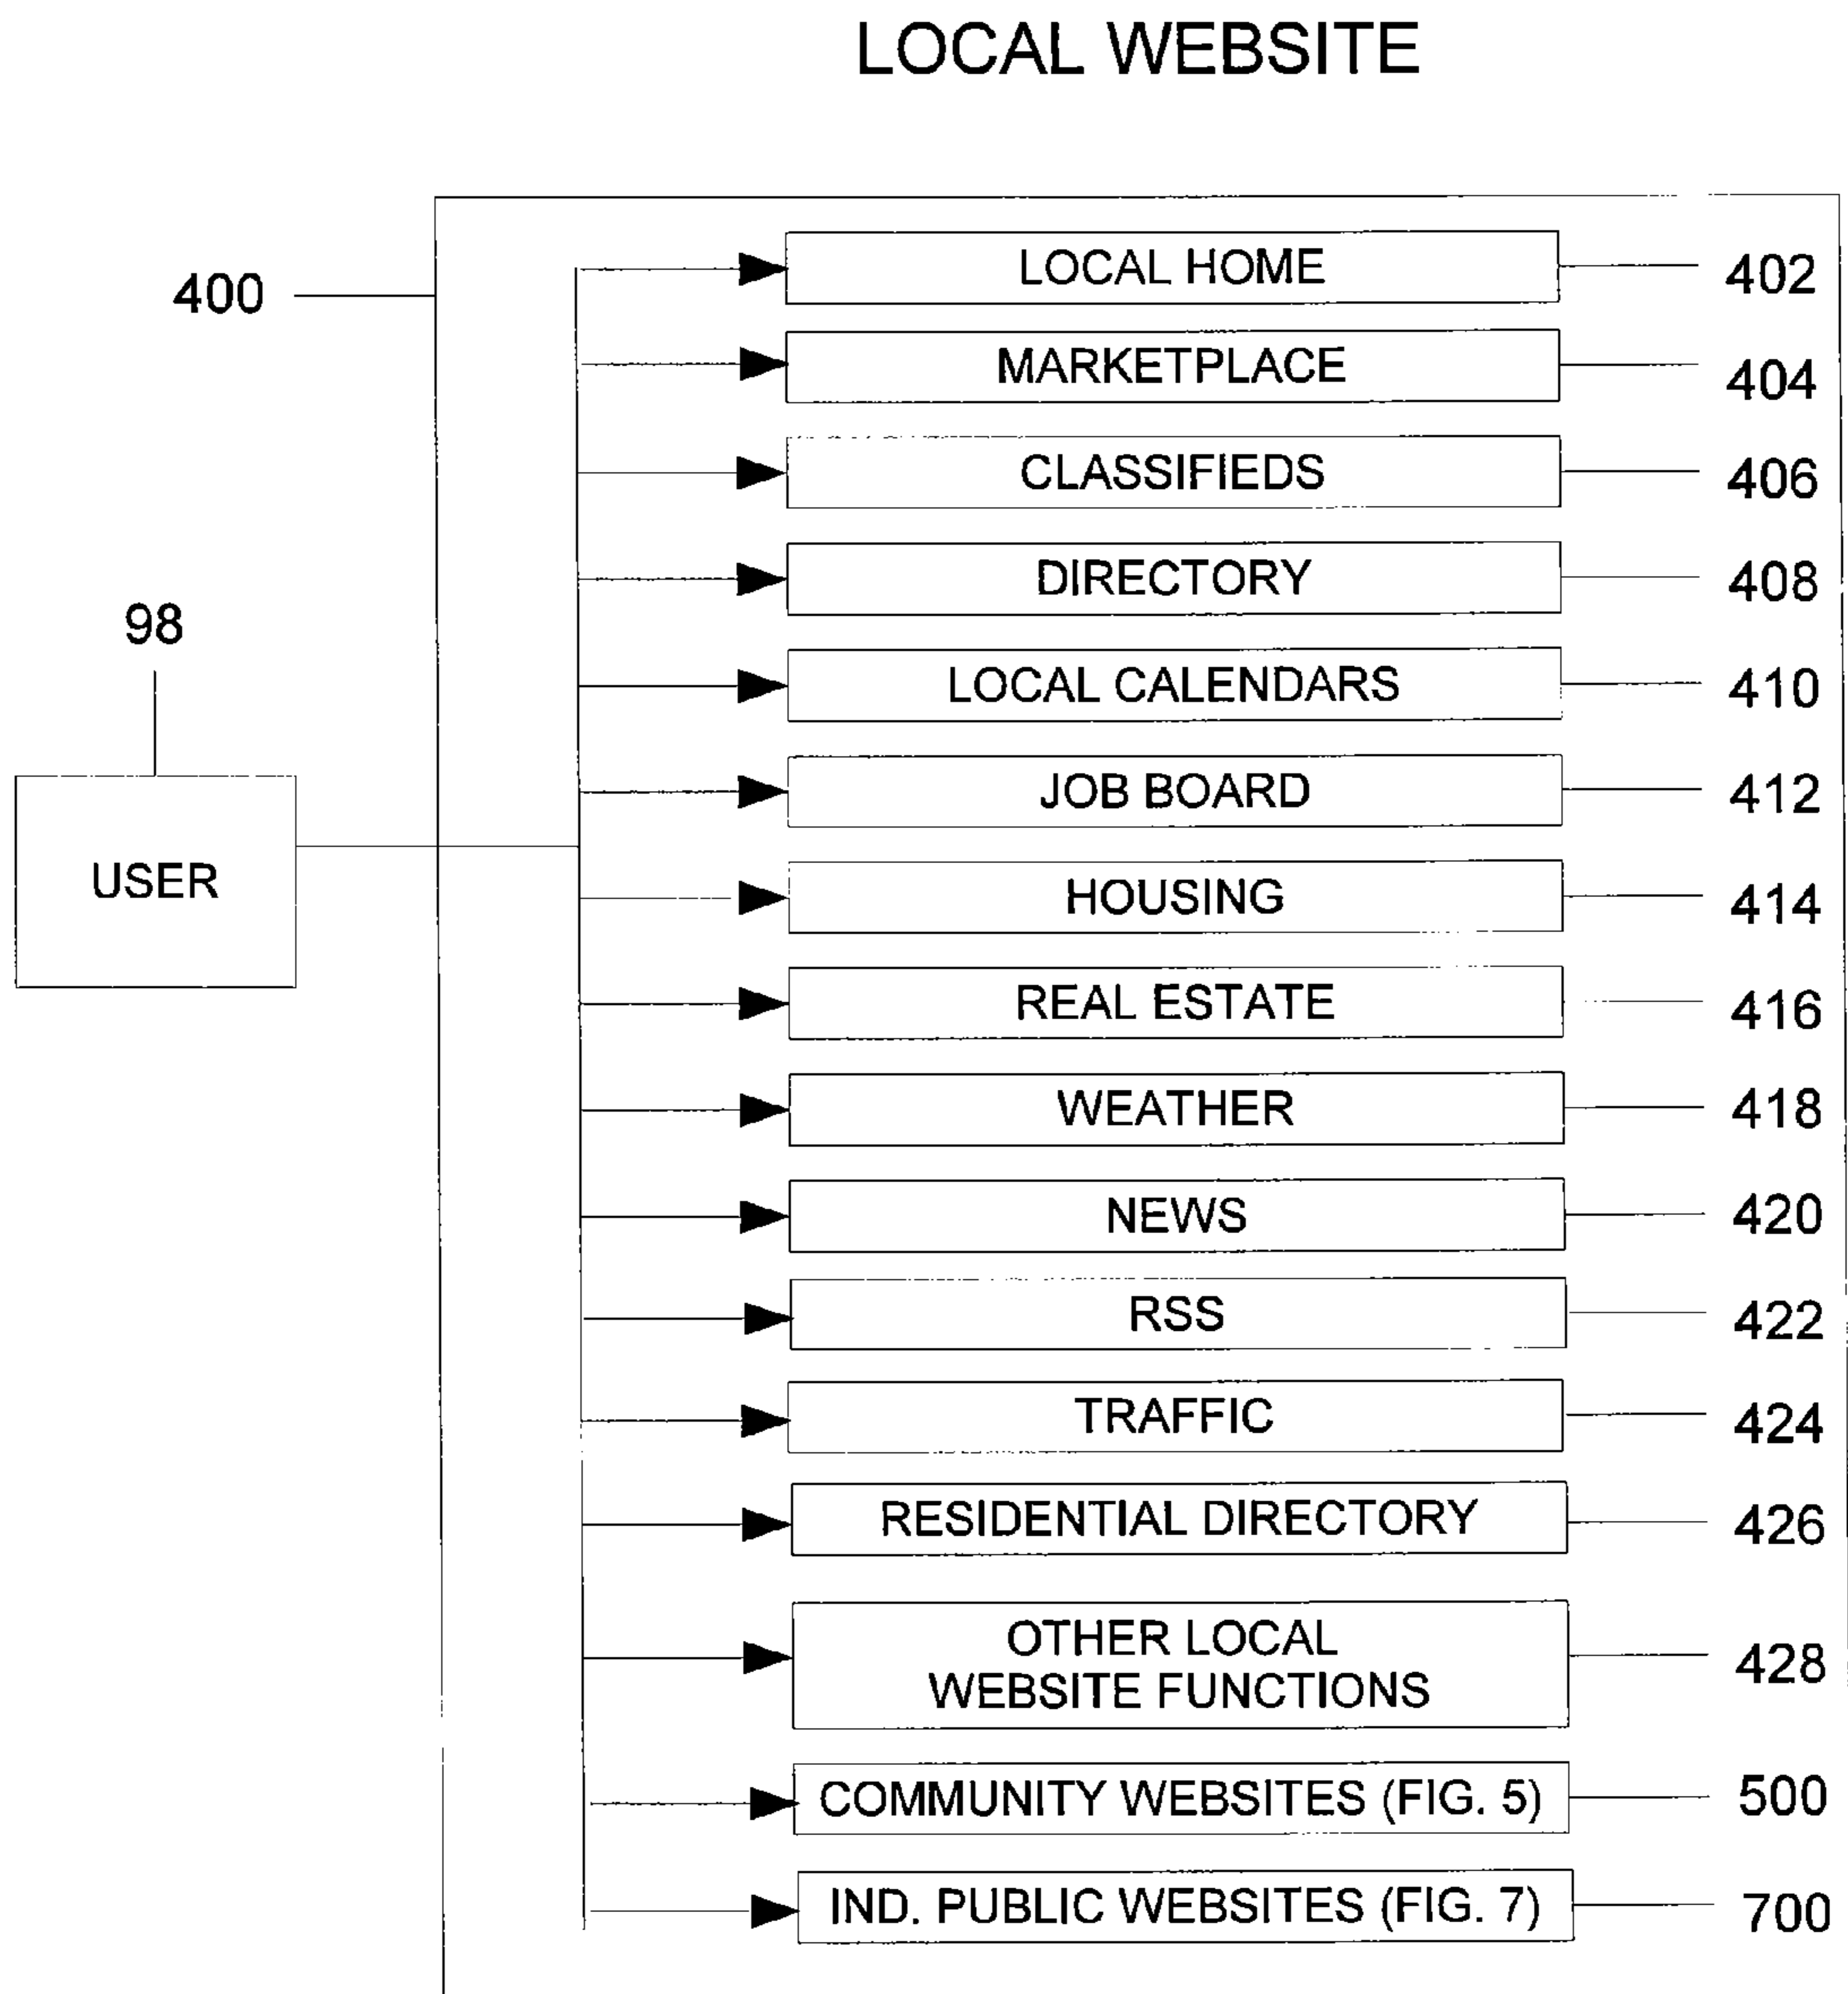 LOCAL WEBSITE
400
LOCAL HOME 402
MARKETPLACE 404
CLASSIFIEDS 406
DIRECTORY 408
98
LOCAL CALENDARS 410
JOB BOARD 412
USER
HOUSING 414
REAL ESTATE 416
WEATHER 418
NEWS 420
RSS 422
TRAFFIC 424
RESIDENTIAL DIRECTORY 426
OTHER LOCAL
WEBSITE FUNCTIONS 428
COMMUNITY WEBSITES (FIG. 5) 500
IND. PUBLIC WEBSITES (FIG. 7) 700